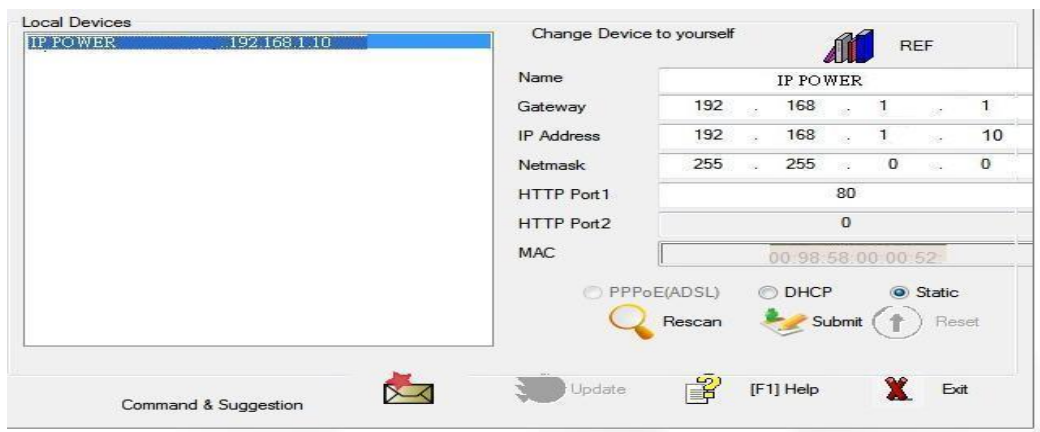 Local Devices
IP POWER ..192.168.1.10
Change Device to yourself
REF
Name IP POWER
Gateway 192 . 168 . 1 . 1
IP Address 192 . 168 . 1 . 10
Netmask 255 . 255 . 0 . 0
HTTP Port1 80
HTTP Port2 0
MAC 00:98:58:00:00:52:
PPPoE(ADSL) DHCP Static
Rescan Submit Reset
Command & Suggestion Update [F1] Help Exit